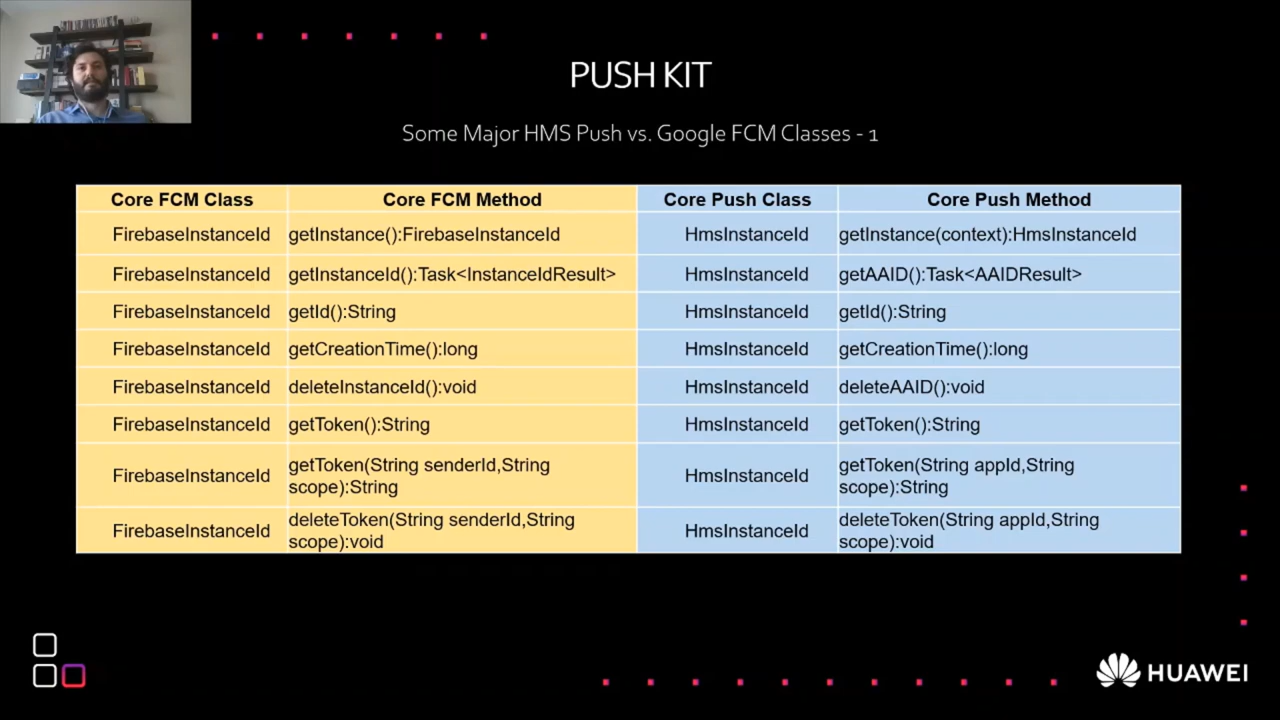 PUSH KIT
Some Major HMS Push vs. Google FCM Classes - 1
Core FCM Class Core FCM Method Core Push Class Core Push Method
FirebaseInstanceId getInstance():FirebaseInstanceId HmsInstanceId getInstance(context):HmsInstanceId
FirebaseInstanceId getInstanceId():Task<InstanceIdResult> HmsInstanceId getAAID():Task<AAIDResult>
FirebaseInstanceId getId():String HmsInstanceId getId():String
FirebaseInstanceId getCreationTime():long HmsInstanceId getCreationTime():long
FirebaseInstanceId deleteInstanceId():void HmsInstanceId deleteAAID():void
FirebaseInstanceId getToken():String HmsInstanceId getToken():String
FirebaseInstanceId getToken(String senderId,String scope):String HmsInstanceId getToken(String appId,String scope):String
FirebaseInstanceId deleteToken(String senderId,String scope):void HmsInstanceId deleteToken(String appId,String scope):void
HUAWEI